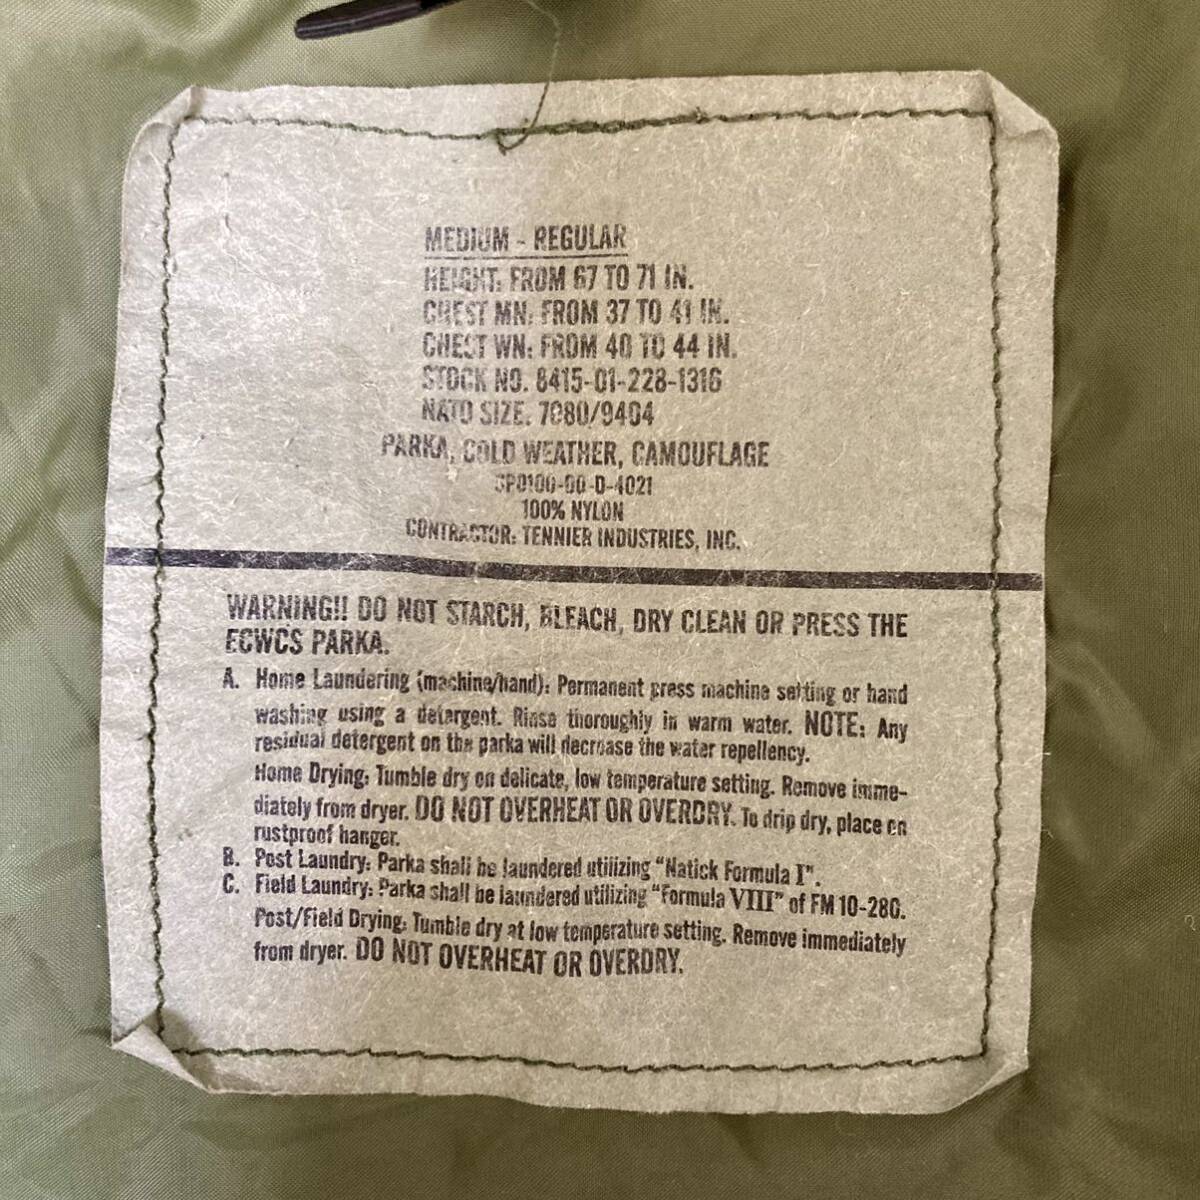 MEDIUM - REGULAR
HEIGHT: FROM 67 TO 71 IN.
CHEST MN: FROM 37 TO 41 IN.
CHEST WN: FROM 40 TO 44 IN.
STOCK NO. 8415-01-228-1316
NATO SIZE. 7080/9404
PARKA, COLD WEATHER, CAMOUFLAGE
SP0100-00-D-4021
100% NYLON
CONTRACTOR: TENNIER INDUSTRIES, INC.
WARNING!! DO NOT STARCH, BLEACH, DRY CLEAN OR PRESS THE
ECWCS PARKA.
A. Home Laundering (machine/hand): Permanent press machine setting or hand
washing using a detergent. Rinse thoroughly in warm water. NOTE: Any
residual detergent on the parka will decrease the water repellency.
Home Drying: Tumble dry on delicate, low temperature setting. Remove imme-
diately from dryer. DO NOT OVERHEAT OR OVERDRY. To drip dry, place on
rustproof hanger.
B. Post Laundry: Parka shall be laundered utilizing "Natick Formula I".
C. Field Laundry: Parka shall be laundered utilizing "Formula VIII" of FM 10-280.
Post/Field Drying: Tumble dry at low temperature setting. Remove immediately
from dryer. DO NOT OVERHEAT OR OVERDRY.